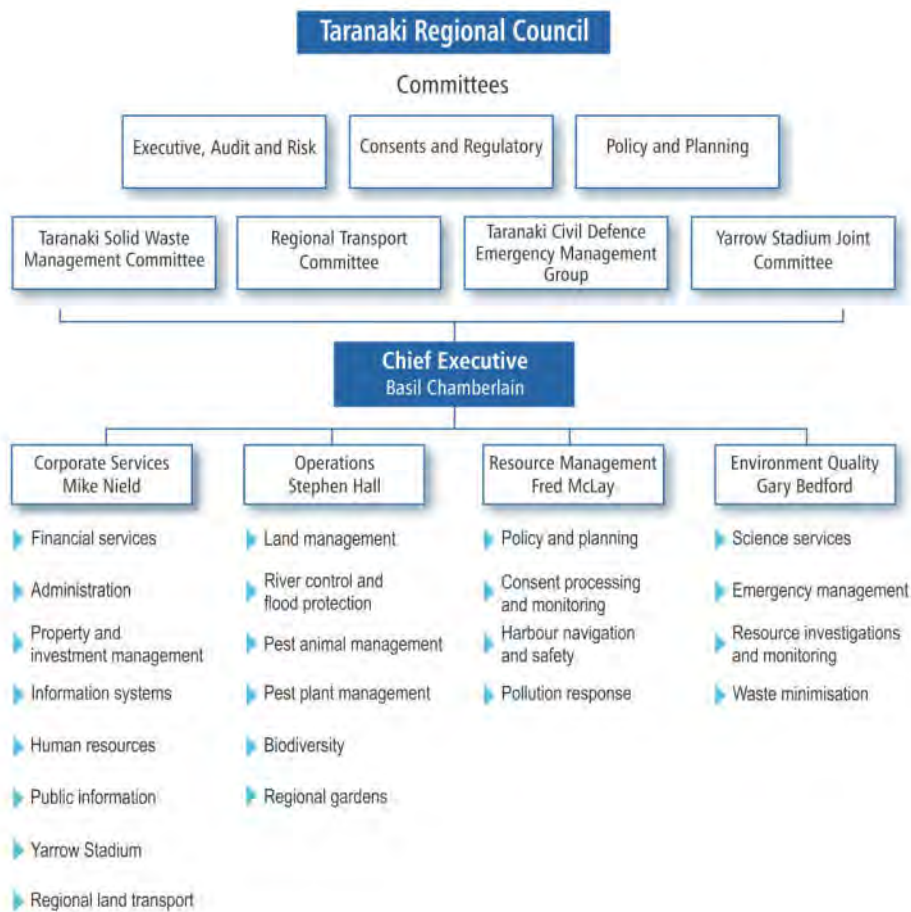 Taranaki Regional Council
Committees
Executive, Audit and Risk
Consents and Regulatory
Policy and Planning
Taranaki Solid Waste
Management Committee
Regional Transport
Committee
Taranaki Civil Defence
Emergency Management
Group
Yarrow Stadium Joint
Committee
Chief Executive
Basil Chamberlain
Corporate Services
Mike Nield
Financial services
Administration
Property and
investment management
Information systems
Human resources
Public information
Yarrow Stadium
Regional land transport
Operations
Stephen Hall
Land management
River control and
flood protection
Pest animal management
Pest plant management
Biodiversity
Regional gardens
Resource Management
Fred McLay
Policy and planning
Consent processing
and monitoring
Harbour navigation
and safety
Pollution response
Environment Quality
Gary Bedford
Science services
Emergency management
Resource investigations
and monitoring
Waste minimisation